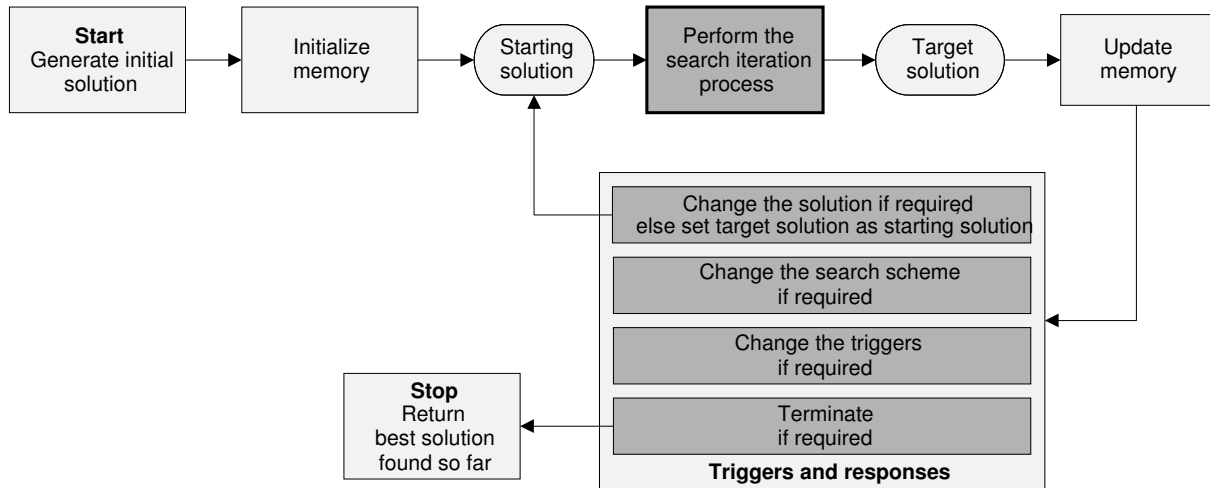 Start
Generate initial
solution
Initialize
memory
Starting
solution
Perform the
search iteration
process
Target
solution
Update
memory
Change the solution if required,
else set target solution as starting solution
Change the search scheme
if required
Change the triggers
if required
Terminate
if required
Triggers and responses
Stop
Return
best solution
found so far